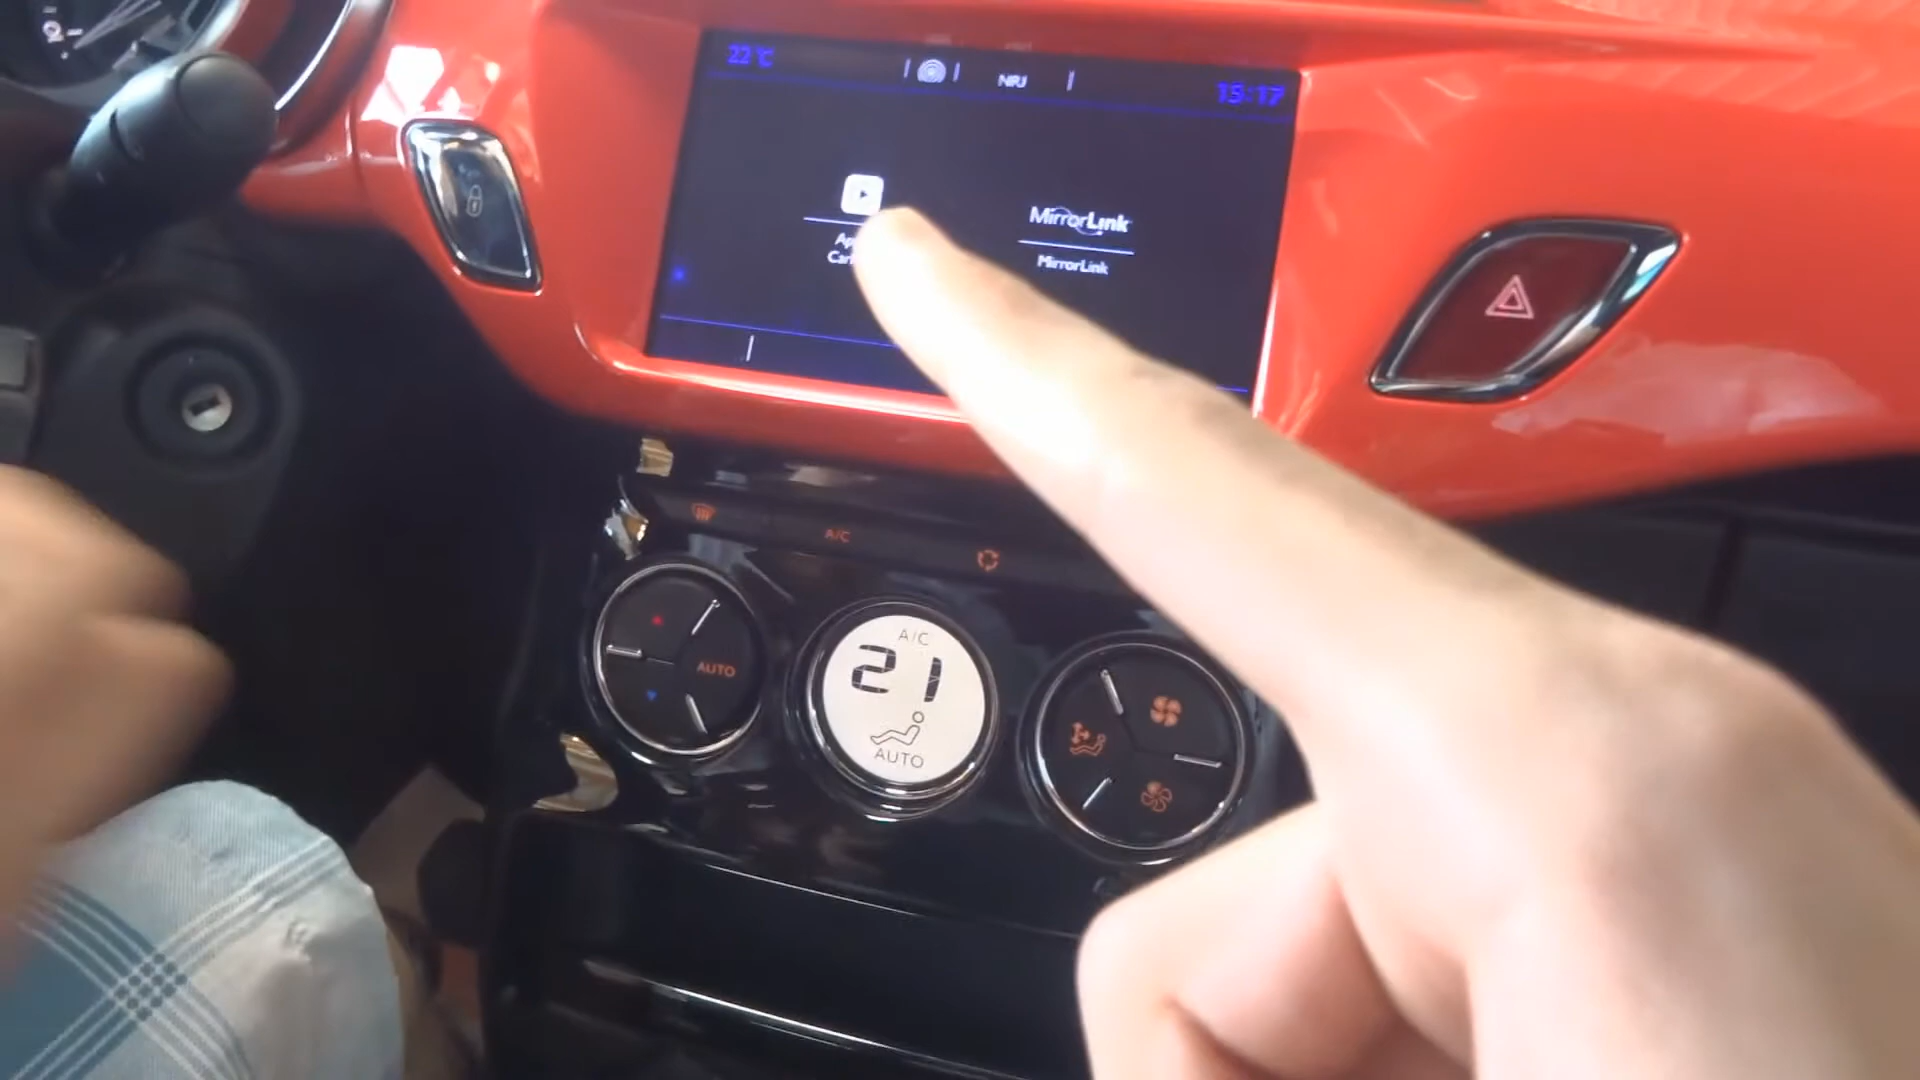 22 °C
NRJ
15:17
MirrorLink
MirrorLink
A/C
A/C
21
AUTO
AUTO